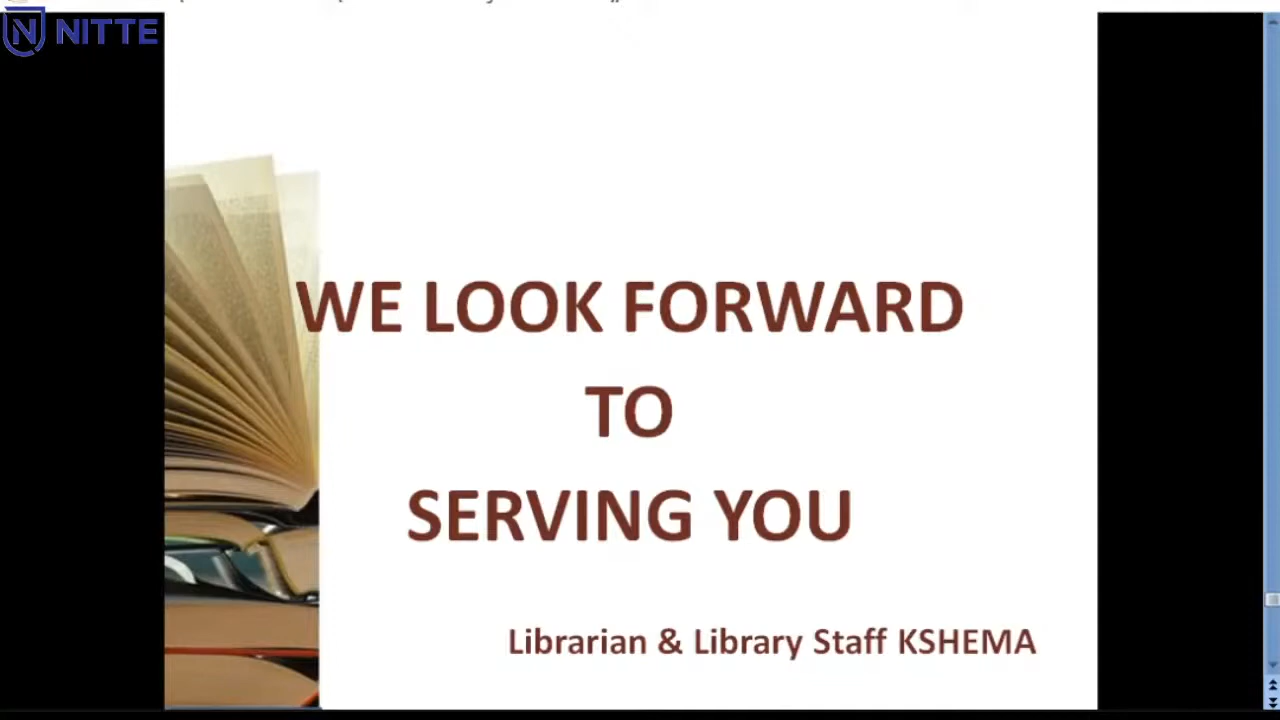 NITTE
WE LOOK FORWARD
TO
SERVING YOU
Librarian & Library Staff KSHEMA